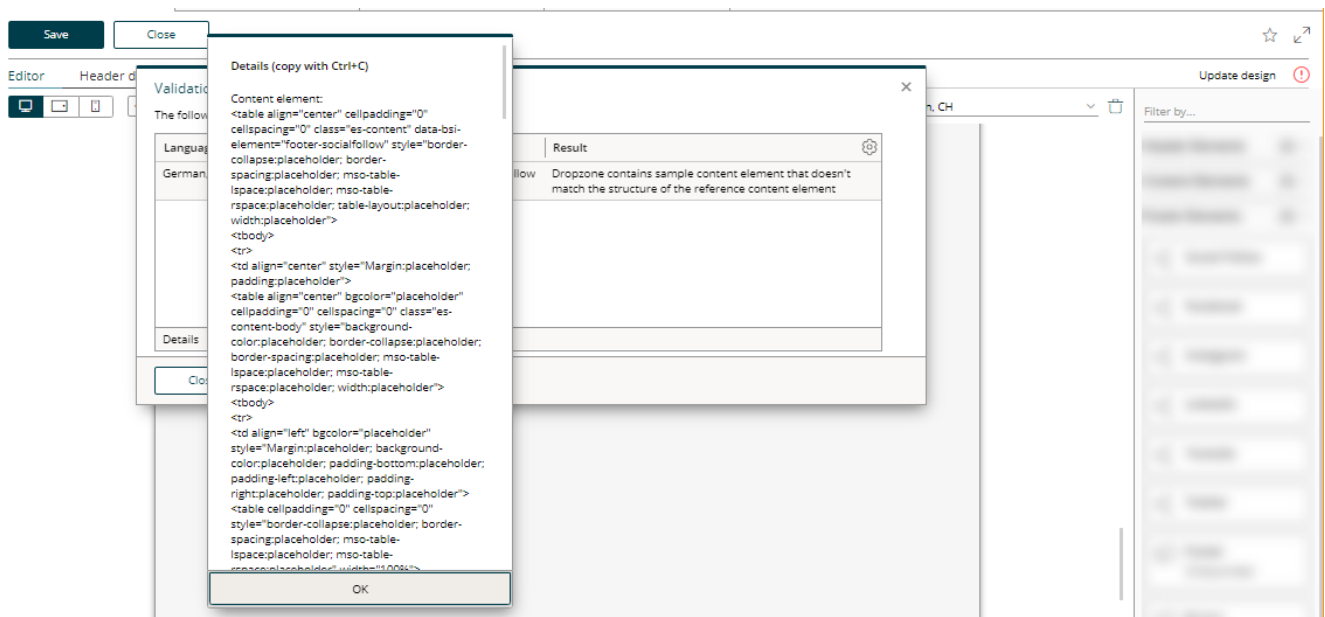 Save
Close
Editor
Header d
Update design
Validatio
n, CH
Filter by...
The follow
Languag
Result
German,
llow
Dropzone contains sample content element that doesn't
match the structure of the reference content element
Details
Clos
Details (copy with Ctrl+C)
Content element:
<table align="center" cellpadding="0"
cellspacing="0" class="es-content" data-bsi-
element="footer-socialfollow" style="border-
collapse:placeholder; border-
spacing:placeholder; mso-table-
lspace:placeholder; mso-table-
rspace:placeholder; table-layout:placeholder;
width:placeholder">
<tbody>
<tr>
<td align="center" style="Margin:placeholder;
padding:placeholder">
<table align="center" bgcolor="placeholder"
cellpadding="0" cellspacing="0" class="es-
content-body" style="background-
color:placeholder; border-collapse:placeholder;
border-spacing:placeholder; mso-table-
lspace:placeholder; mso-table-
rspace:placeholder; width:placeholder">
<tbody>
<tr>
<td align="left" bgcolor="placeholder"
style="Margin:placeholder; background-
color:placeholder; padding-bottom:placeholder;
padding-left:placeholder; padding-
right:placeholder; padding-top:placeholder">
<table cellpadding="0" cellspacing="0"
style="border-collapse:placeholder; border-
spacing:placeholder; mso-table-
lspace:placeholder; mso-table-
rspace:placeholder" width="100%">
OK